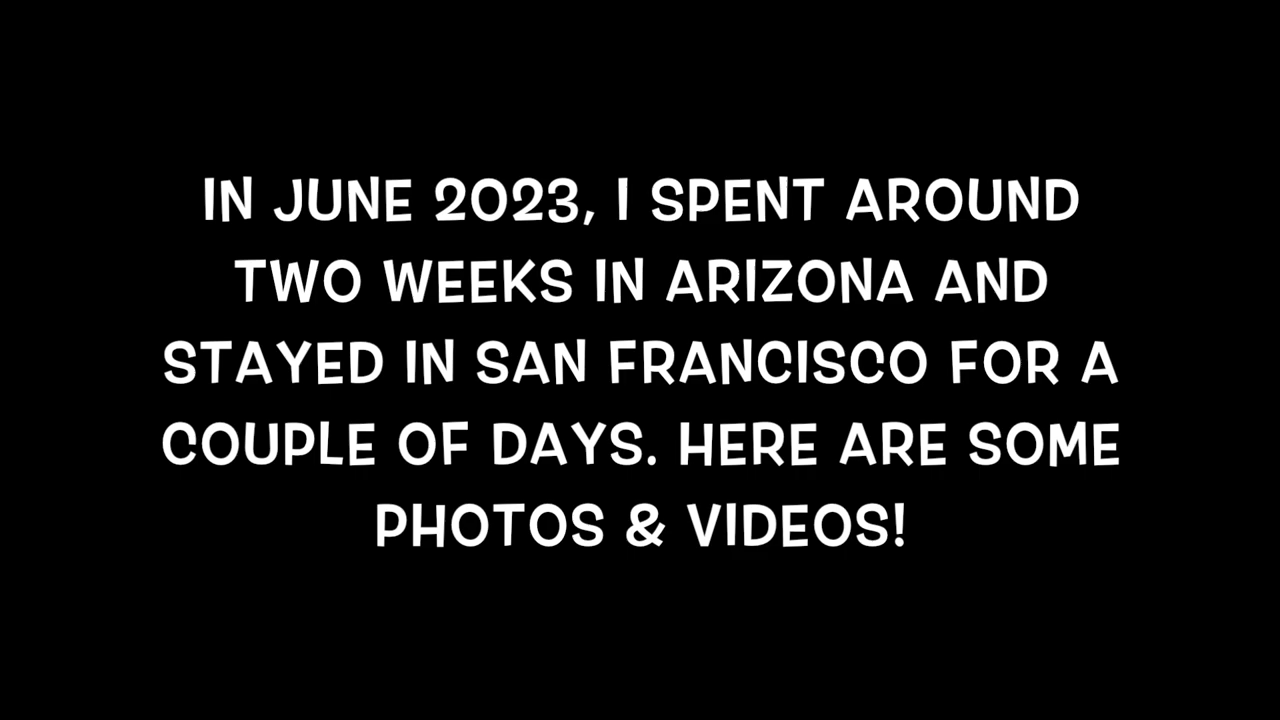 IN JUNE 2023, I SPENT AROUND
TWO WEEKS IN ARIZONA AND
STAYED IN SAN FRANCISCO FOR A
COUPLE OF DAYS. HERE ARE SOME
PHOTOS & VIDEOS!